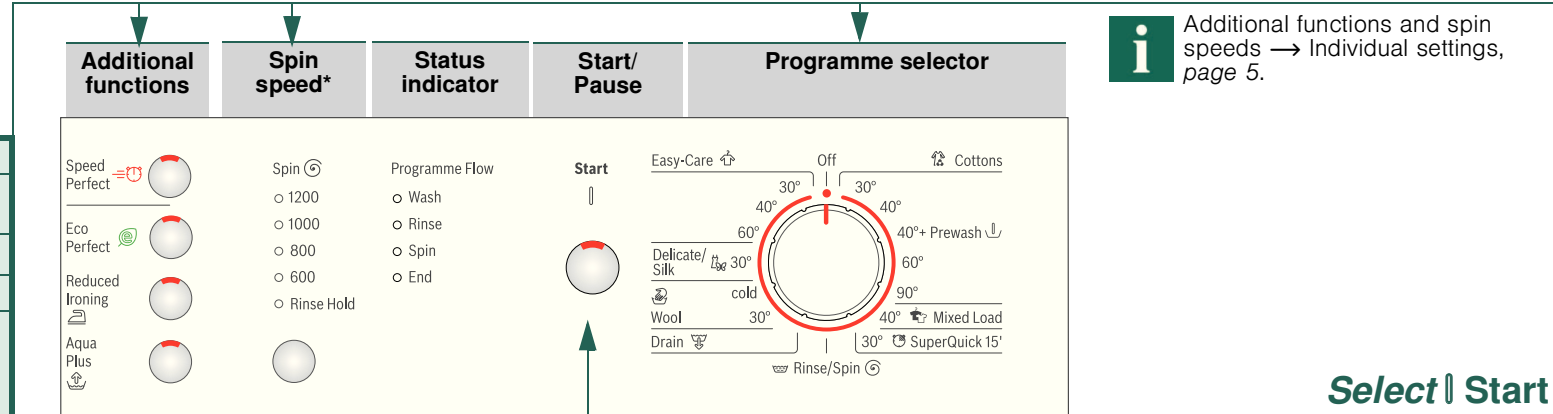 Additional functions
Spin speed*
Status indicator
Start/ Pause
Programme selector
Additional functions and spin
speeds → Individual settings,
page 5.
Speed
Perfect
Eco
Perfect
Reduced
Ironing
Aqua
Plus
Spin
1200
1000
800
600
Rinse Hold
Programme Flow
Wash
Rinse
Spin
End
Start
Easy-Care
30°
40°
60°
Delicate/
Silk 30°
cold
Wool 30°
Drain
Off
Cottons
30°
40°
40°+ Prewash
60°
90°
40° Mixed Load
30° SuperQuick 15'
Rinse/Spin
Select Start